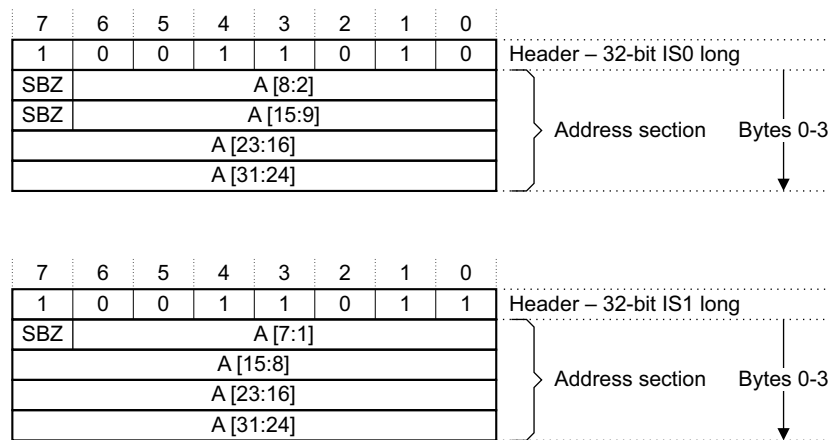 7 6 5 4 3 2 1 0
1 0 0 1 1 0 1 0 Header – 32-bit IS0 long
SBZ A [8:2]
SBZ A [15:9]
Address section Bytes 0-3
A [23:16]
A [31:24]
7 6 5 4 3 2 1 0
1 0 0 1 1 0 1 1 Header – 32-bit IS1 long
SBZ A [7:1]
A [15:8]
Address section Bytes 0-3
A [23:16]
A [31:24]